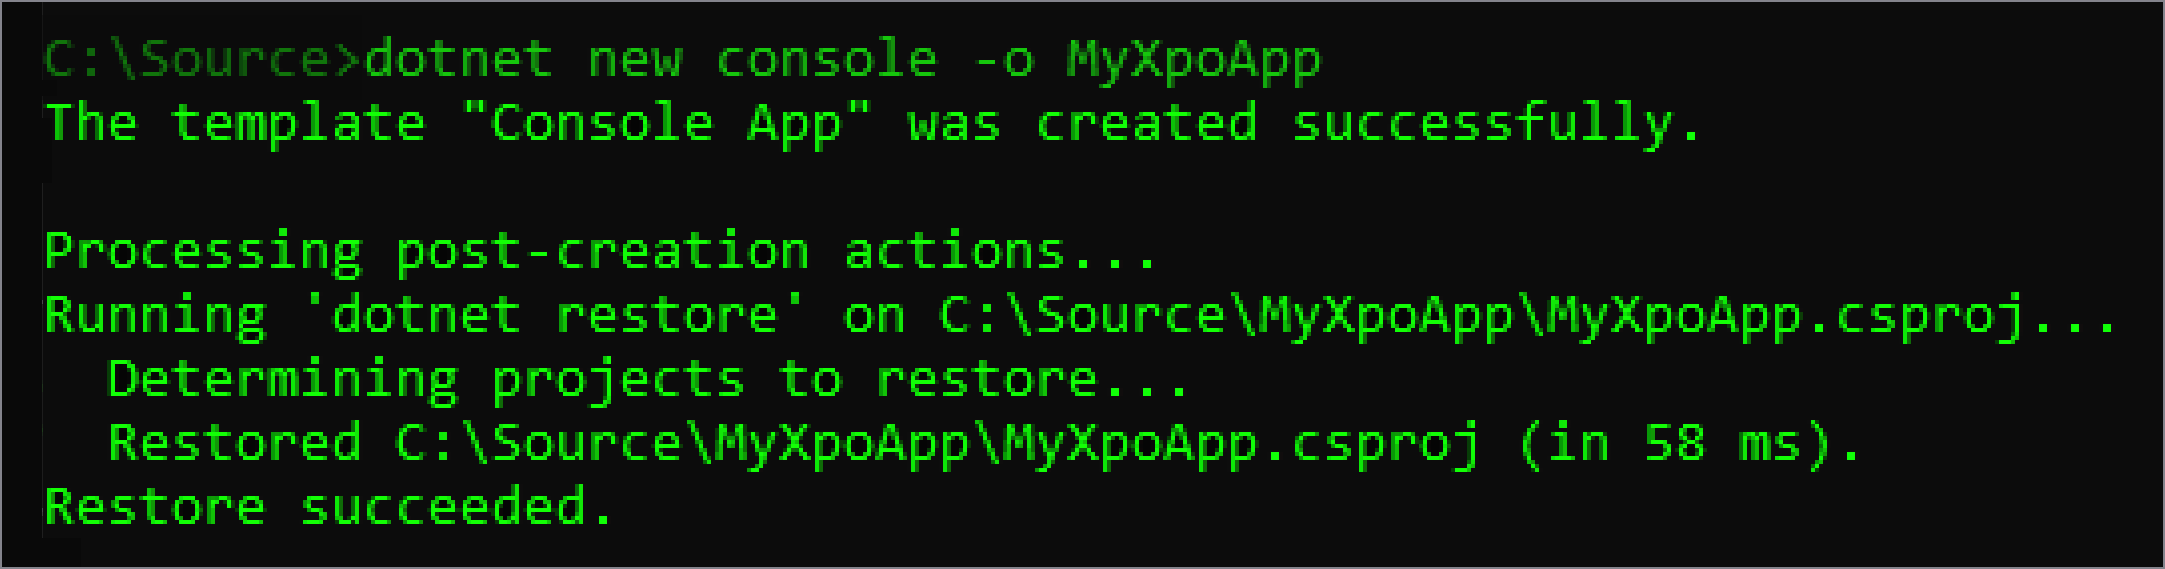 C:\Source>dotnet new console -o MyXpoApp
The template "Console App" was created successfully.
Processing post-creation actions...
Running 'dotnet restore' on C:\Source\MyXpoApp\MyXpoApp.csproj...
Determining projects to restore...
Restored C:\Source\MyXpoApp\MyXpoApp.csproj (in 58 ms).
Restore succeeded.